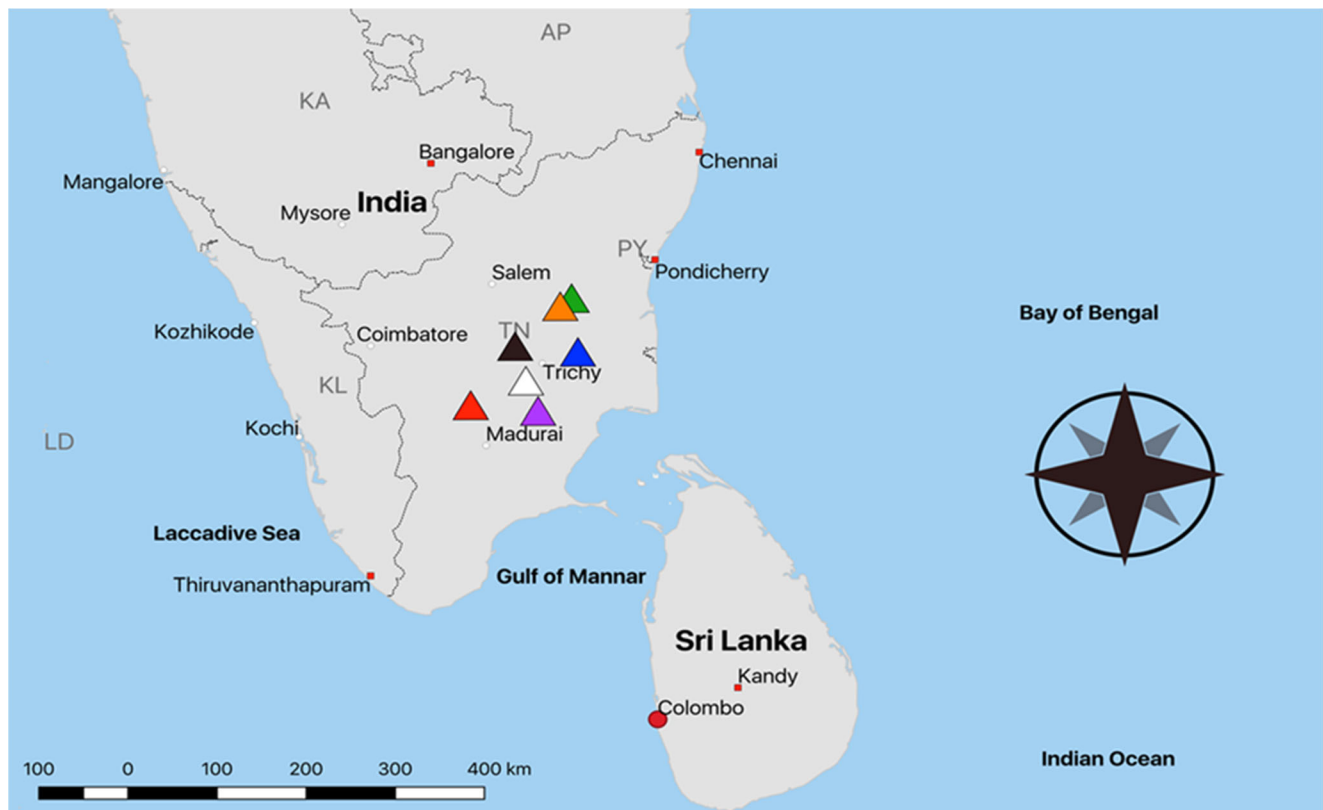 AP
KA
Bangalore
Chennai
Mangalore
India
Mysore
PY
Pondicherry
Salem
Bay of Bengal
TN
Kozhikode
Coimbatore
Trichy
KL
Kochi
Madurai
LD
Laccadive Sea
Gulf of Mannar
Thiruvananthapuram
Sri Lanka
Kandy
Colombo
Indian Ocean
100 0 100 200 300 400 km